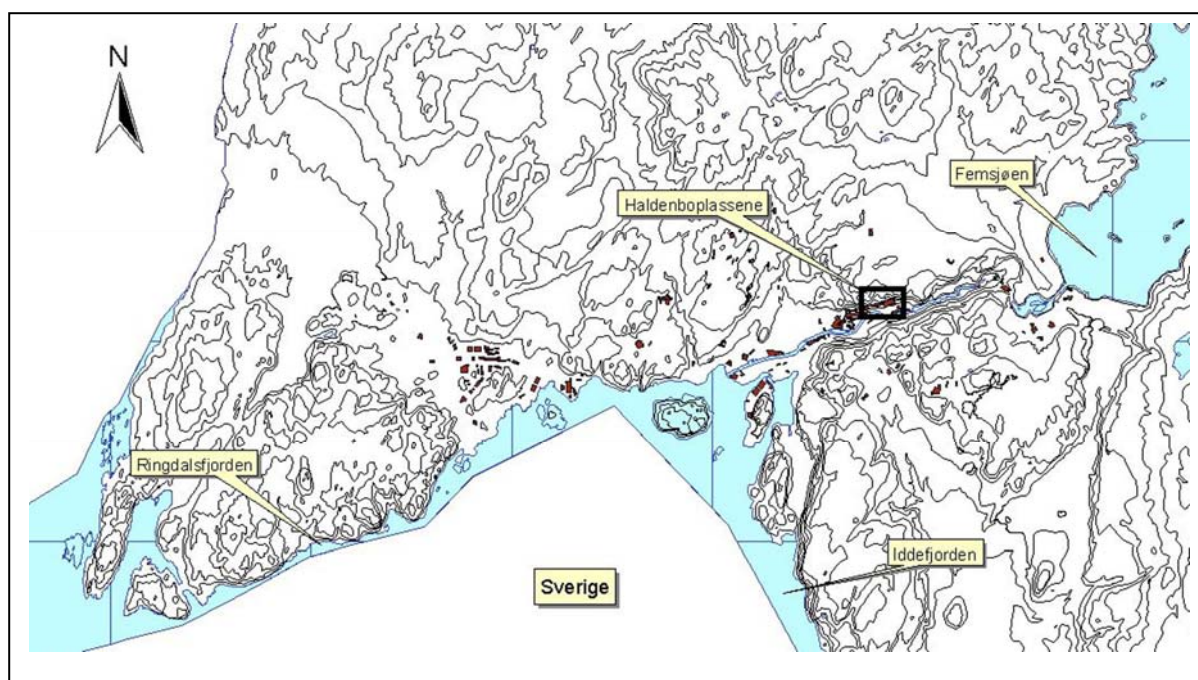 N
Femsjøen
Haldenboplassene
Ringdalsfjorden
Iddefjorden
Sverige